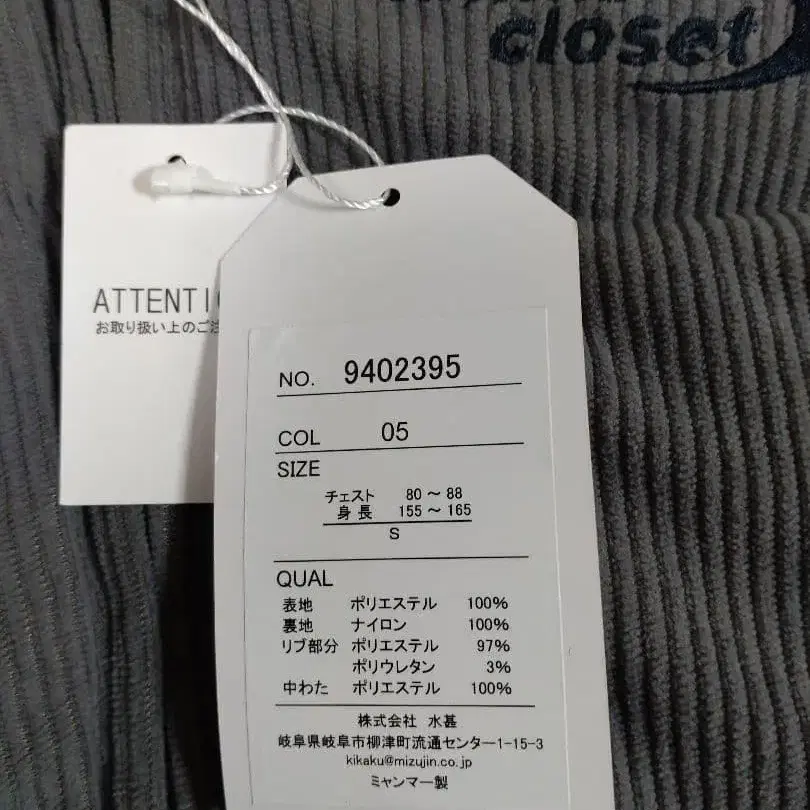 closet
ATTENTI
お取り扱い上のご注
NO. 9402395
COL 05
SIZE
チェスト 80 ～ 88
身 長 155 ～ 165
S
QUAL
表地 ポリエステル 100%
裏地 ナイロン 100%
リブ部分 ポリエステル 97%
ポリウレタン 3%
中わた ポリエステル 100%
株式会社 水甚
岐阜県岐阜市柳津町流通センター1-15-3
kikaku@mizujin.co.jp
ミャンマー製